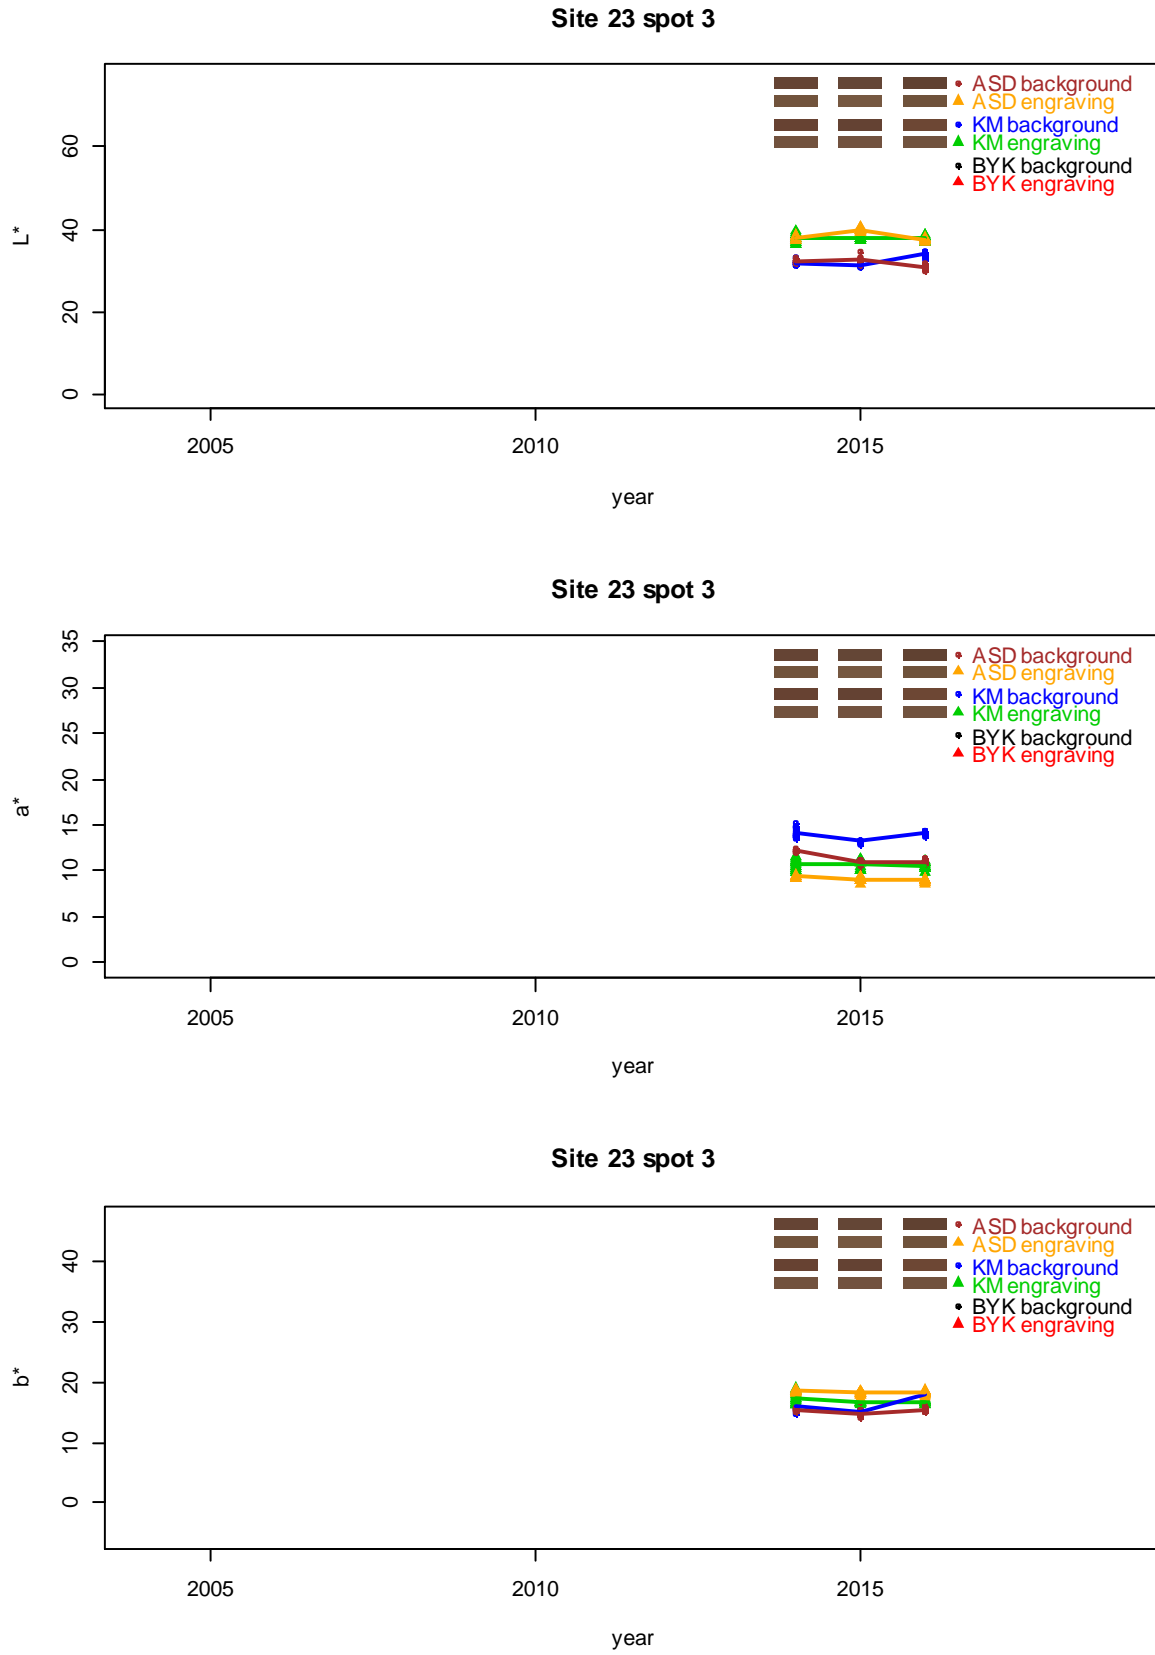 Site 23 spot 3
ASD background
ASD engraving
KM background
KM engraving
BYK background
BYK engraving
L*
60
40
20
0
2005 2010 2015
year
Site 23 spot 3
ASD background
ASD engraving
KM background
KM engraving
BYK background
BYK engraving
a*
35
30
25
20
15
10
5
0
2005 2010 2015
year
Site 23 spot 3
ASD background
ASD engraving
KM background
KM engraving
BYK background
BYK engraving
b*
40
30
20
10
0
2005 2010 2015
year